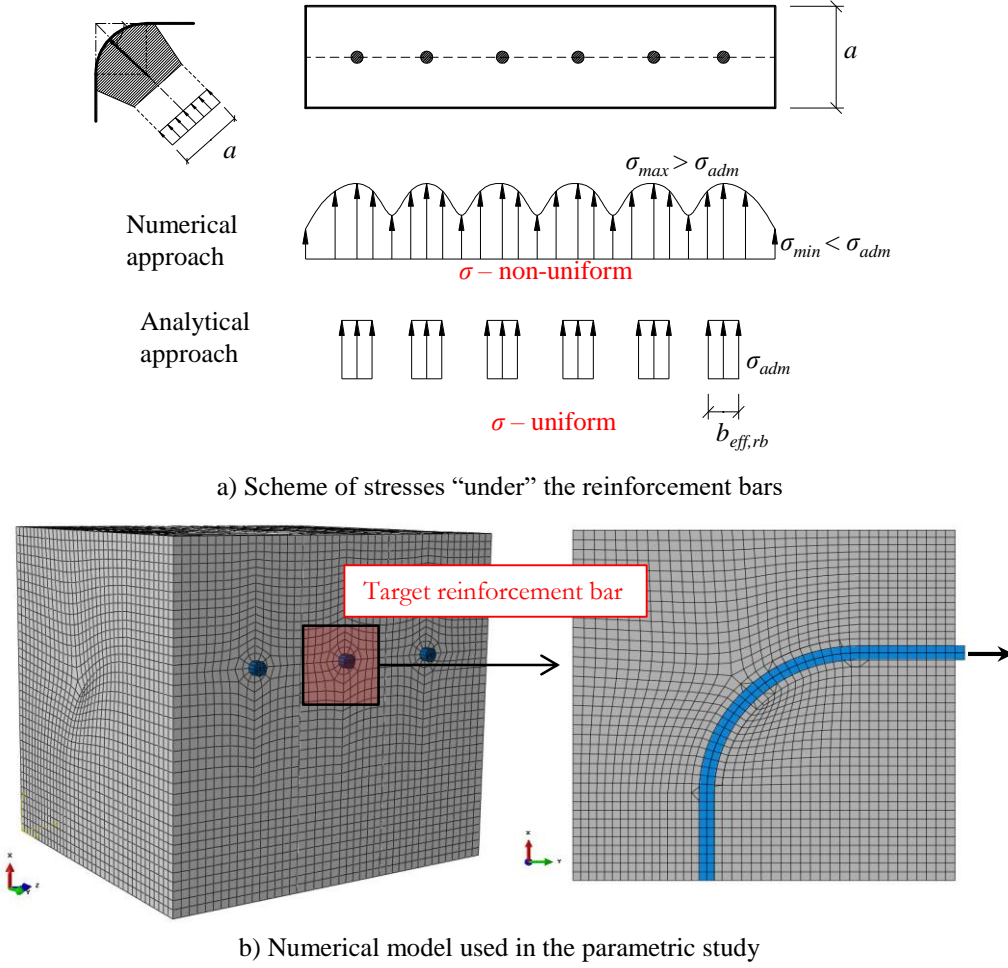 a
a
σmax > σadm
Numerical
approach
σmin < σadm
σ – non-uniform
Analytical
approach
σadm
σ – uniform
beff,rb
a) Scheme of stresses “under” the reinforcement bars
Target reinforcement bar
X
Z
Y
X
Y
b) Numerical model used in the parametric study